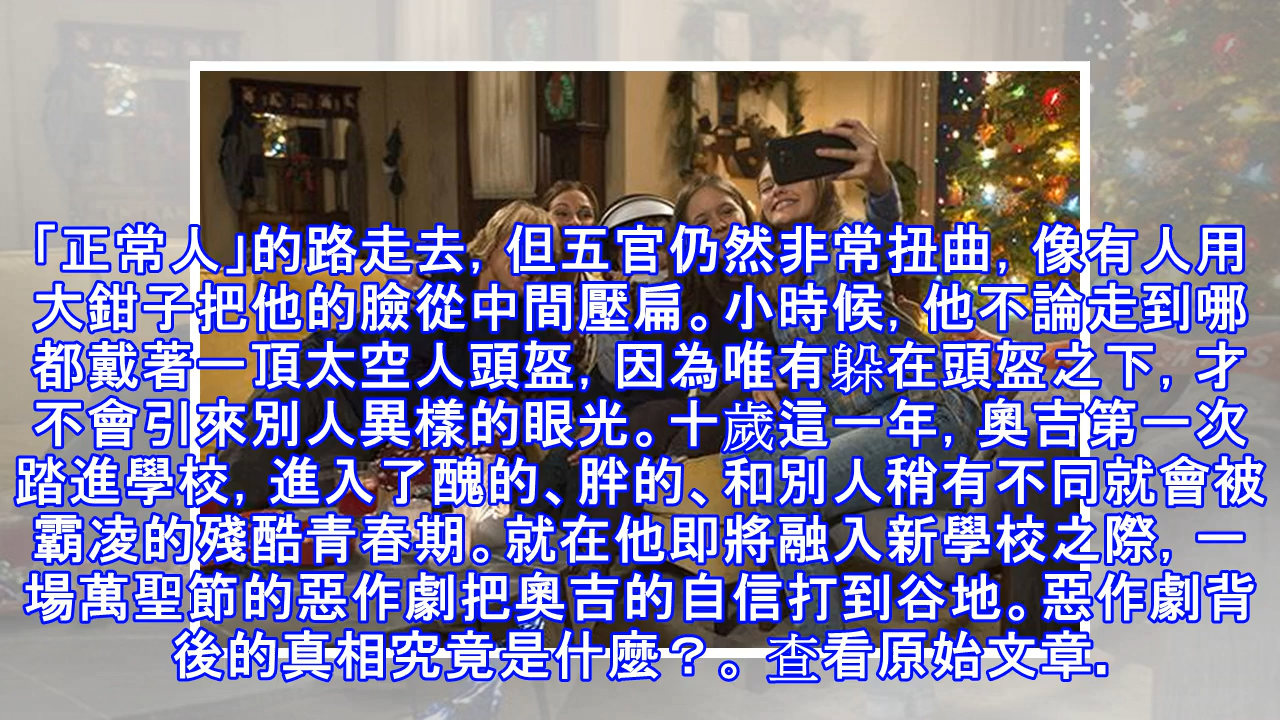 「正常人」的路走去, 但五官仍然非常扭曲, 像有人用
大鉗子把他的臉從中間壓扁。小時候, 他不論走到哪
都戴著一頂太空人頭盔, 因為唯有躲在頭盔之下, 才
不會引來別人異樣的眼光。十歲這一年, 奧吉第一次
踏進學校, 進入了醜的、胖的、和別人稍有不同就會被
霸凌的殘酷青春期。就在他即將融入新學校之際, 一
場萬聖節的惡作劇把奧吉的自信打到谷地。惡作劇背
後的真相究竟是什麼？。查看原始文章.